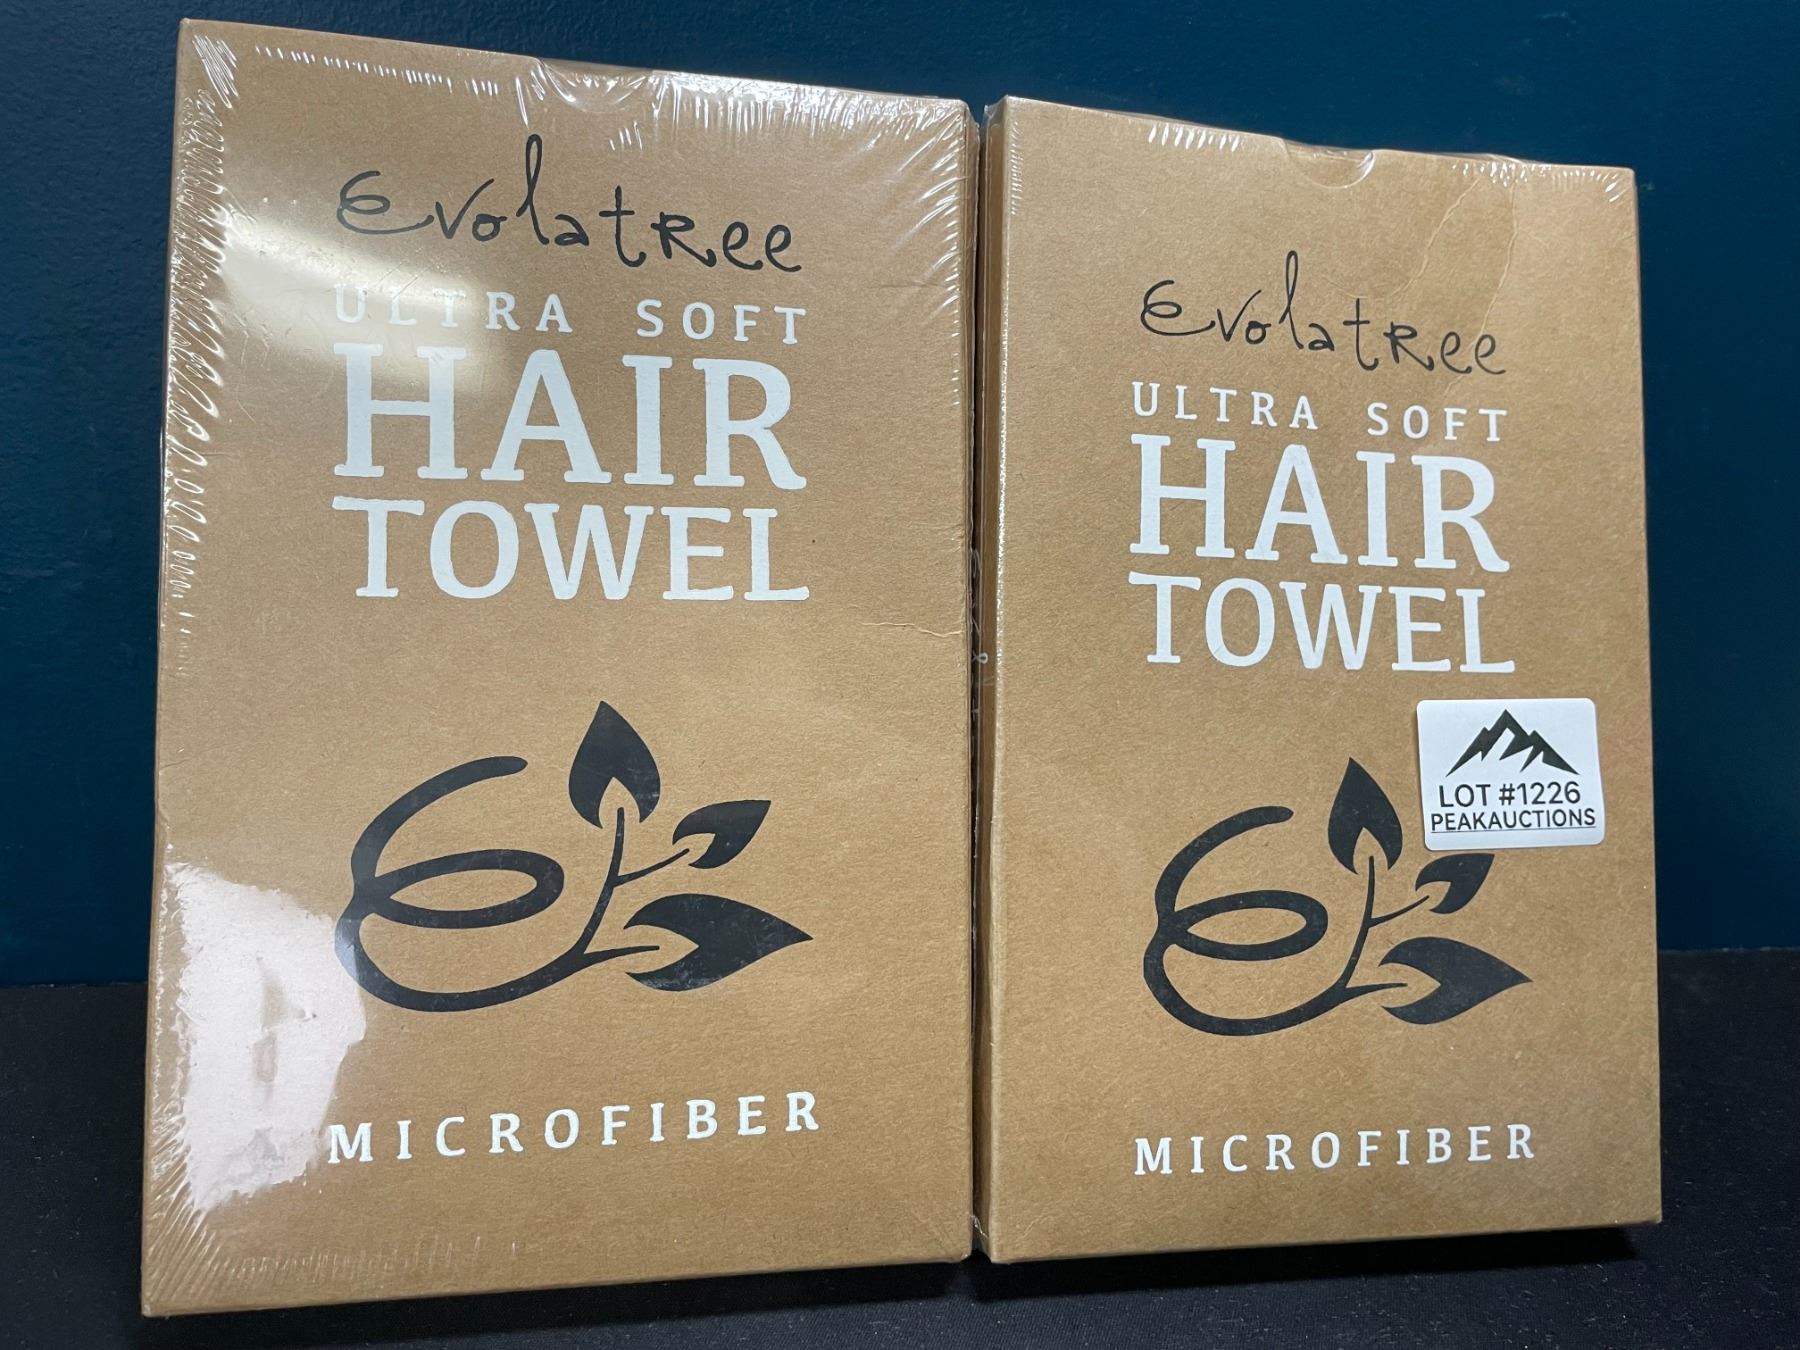 Evolatree
ULTRA SOFT
HAIR
TOWEL
MICROFIBER
Evolatree
ULTRA SOFT
HAIR
TOWEL
LOT #1226
PEAKAUCTIONS
MICROFIBER